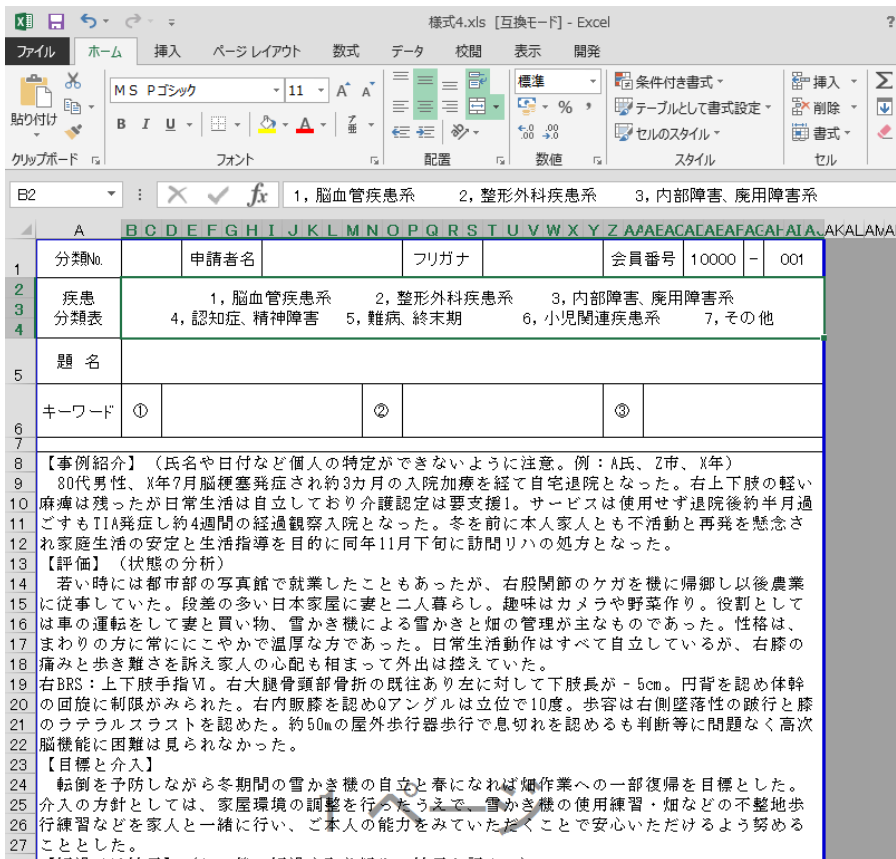 様式4.xls [互換モード] - Excel
?
ファイル ホーム 挿入 ページ レイアウト 数式 データ 校閲 表示 開発
ＭＳ Ｐゴシック 11 A A 標準 条件付き書式 挿入 Σ
貼り付け B I U A 亜 % , テーブルとして書式設定 削除
.0 .00 .00 .0 セルのスタイル 書式
クリップボード フォント 配置 数値 スタイル セル
B2 fx 1，脳血管疾患系 2，整形外科疾患系 3，内部障害、廃用障害系
A B C D E F G H I J K L M N O P Q R S T U V W X Y Z
1 分類No. 申請者名 フリガナ 会員番号 10000 - 001
2 疾患 1，脳血管疾患系 2，整形外科疾患系 3，内部障害、廃用障害系
3
4 分類表 4，認知症、精神障害 5，難病、終末期 6，小児関連疾患系 7，その他
5 題 名
6 キーワード ① ② ③
7
8 【事例紹介】（氏名や日付など個人の特定ができないように注意。例：A氏、Z市、X年）
9 80代男性、X年7月脳梗塞発症され約3カ月の入院加療を経て自宅退院となった。右上下肢の軽い
10 麻痺は残ったが日常生活は自立しており介護認定は要支援1。サービスは使用せず退院後約半月過
11 ごすもTIA発症し約4週間の経過観察入院となった。冬を前に本人家人とも不活動と再発を懸念さ
12 れ家庭生活の安定と生活指導を目的に同年11月下旬に訪問リハの処方となった。
13 【評価】（状態の分析）
14 若い時には都市部の写真館で就業したこともあったが、右股関節のケガを機に帰郷し以後農業
15 に従事していた。段差の多い日本家屋に妻と二人暮らし。趣味はカメラや野菜作り。役割として
16 は車の運転をして妻と買い物、雪かき機による雪かきと畑の管理が主なものであった。性格は、
17 まわりの方に常ににこやかで温厚な方であった。日常生活動作はすべて自立しているが、右膝の
18 痛みと歩き難さを訴え家人の心配も相まって外出は控えていた。
19 右BRS：上下肢手指Ⅵ。右大腿骨頸部骨折の既往あり左に対して下肢長が‐5cm。円背を認め体幹
20 の回旋に制限がみられた。右内販膝を認めQアングルは立位で10度。歩容は右側墜落性の跛行と膝
21 のラテラルスラストを認めた。約50mの屋外歩行器歩行で息切れを認めるも判断等に問題なく高次
22 脳機能に困難は見られなかった。
23 【目標と介入】
24 転倒を予防しながら冬期間の雪かき機の自立と春になれば畑作業への一部復帰を目標とした。
25 介入の方針としては、家屋環境の調整を行ったうえで、雪かき機の使用練習・畑などの不整地歩
26 行練習などを家人と一緒に行い、ご本人の能力をみていただくことで安心いただけるよう努める
27 こととした。